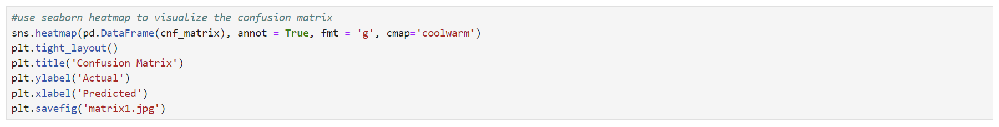 #use seaborn heatmap to visualize the confusion matrix
sns.heatmap(pd.DataFrame(cnf_matrix), annot = True, fmt = 'g', cmap='coolwarm')
plt.tight_layout()
plt.title('Confusion Matrix')
plt.ylabel('Actual')
plt.xlabel('Predicted')
plt.savefig('matrix1.jpg')